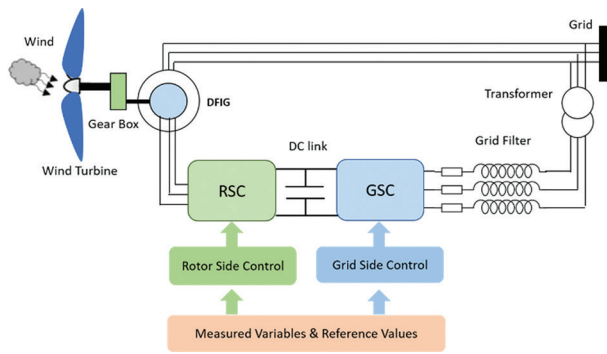 Wind
Grid
Transformer
DFIG
Gear Box
Grid Filter
DC link
Wind Turbine
RSC
GSC
Rotor Side Control
Grid Side Control
Measured Variables & Reference Values